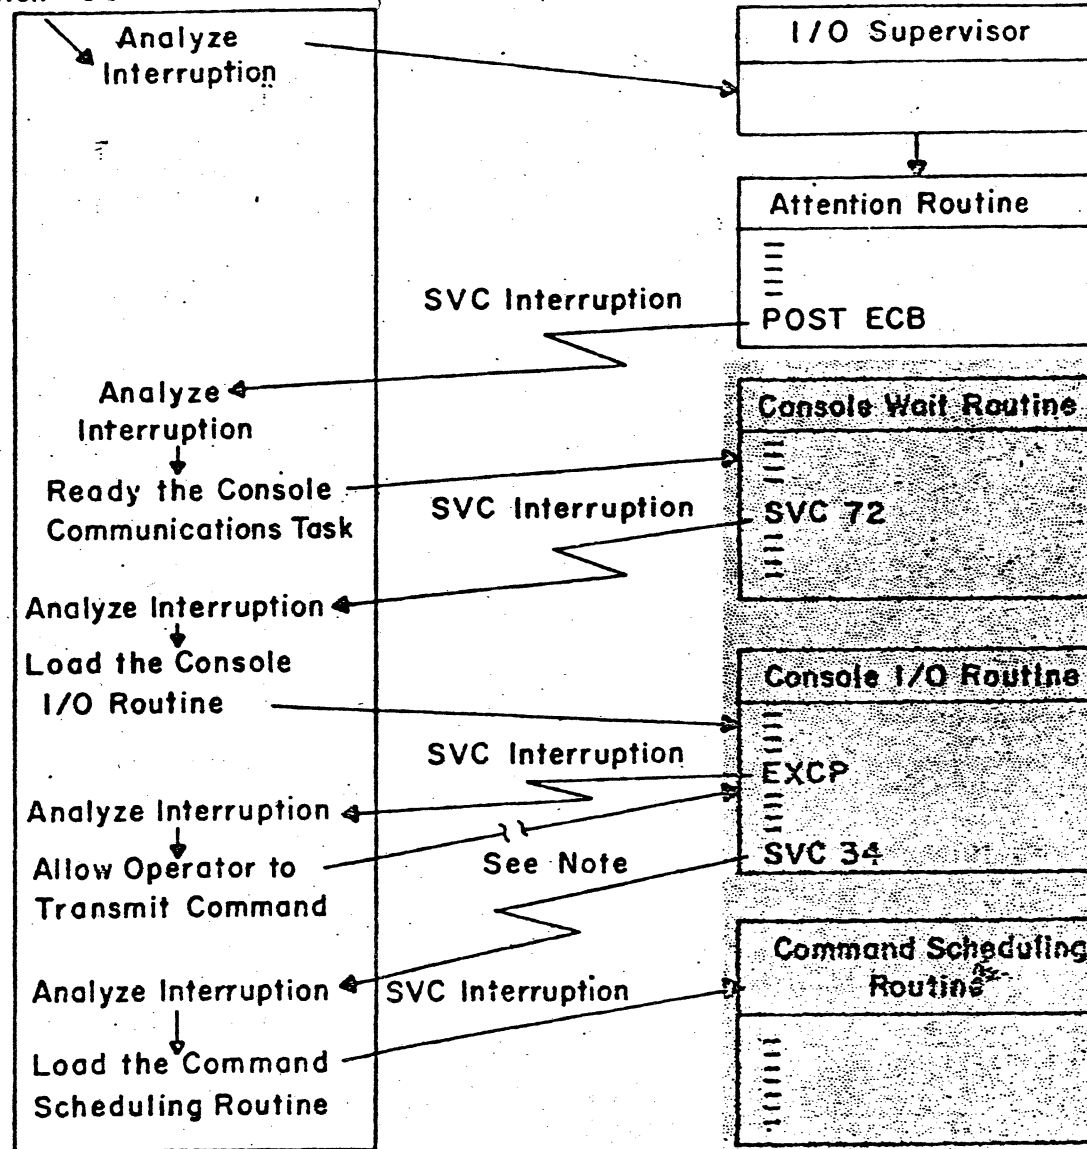 Analyze
Interruption
I/O Supervisor
Attention Routine
POST ECB
SVC Interruption
Analyze
Interruption
Ready the Console
Communications Task
Console Wait Routine
SVC 72
SVC Interruption
Analyze Interruption
Load the Console
I/O Routine
Console I/O Routine
EXCP
SVC 34
SVC Interruption
Analyze Interruption
Allow Operator to
Transmit Command
See Note
Analyze Interruption
SVC Interruption
Load the Command
Scheduling Routine
Command Scheduling
Routine